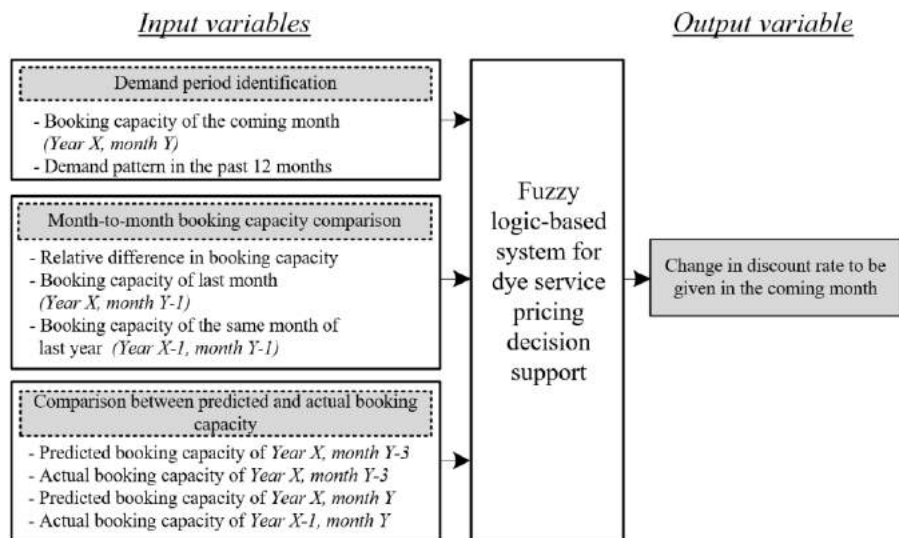 Input variables
Output variable
Demand period identification
- Booking capacity of the coming month
(Year X, month Y)
- Demand pattern in the past 12 months
Month-to-month booking capacity comparison
- Relative difference in booking capacity
- Booking capacity of last month
(Year X, month Y-1)
- Booking capacity of the same month of
last year (Year X-1, month Y-1)
Comparison between predicted and actual booking
capacity
- Predicted booking capacity of Year X, month Y-3
- Actual booking capacity of Year X, month Y-3
- Predicted booking capacity of Year X, month Y
- Actual booking capacity of Year X-1, month Y
Fuzzy
logic-based
system for
dye service
pricing
decision
support
Change in discount rate to be
given in the coming month